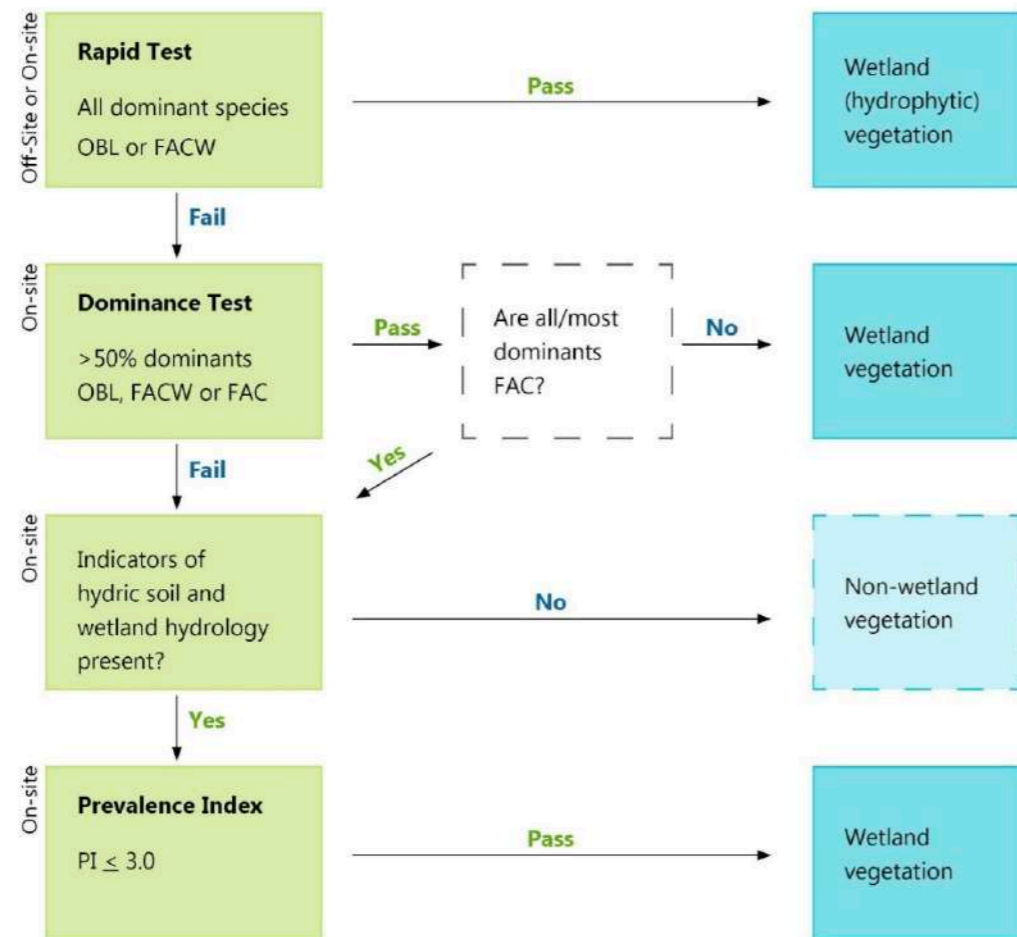 Off-Site or On-site
Rapid Test
All dominant species
OBL or FACW
Pass
Wetland
(hydrophytic)
vegetation
Fail
On-site
Dominance Test
>50% dominants
OBL, FACW or FAC
Pass
Are all/most
dominants
FAC?
No
Wetland
vegetation
Fail
Yes
On-site
Indicators of
hydric soil and
wetland hydrology
present?
No
Non-wetland
vegetation
Yes
On-site
Prevalence Index
PI ≤ 3.0
Pass
Wetland
vegetation